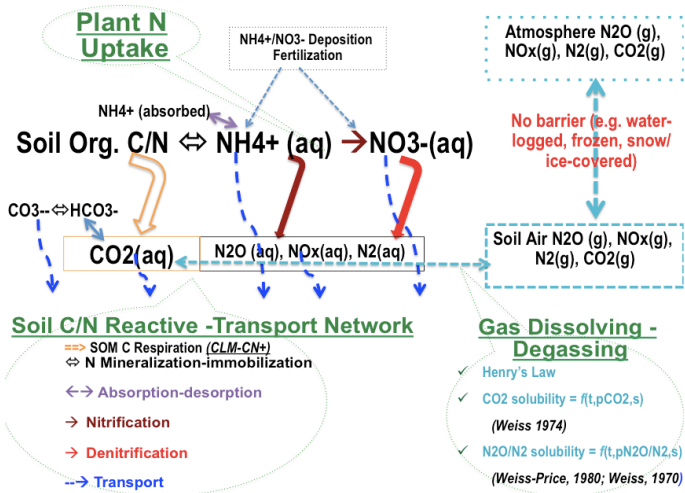 Plant N
Uptake
NH4+/NO3- Deposition
Fertilization
Atmosphere N2O (g),
NOx(g), N2(g), CO2(g)
NH4+ (absorbed)
No barrier (e.g. water-
logged, frozen, snow/
ice-covered)
Soil Org. C/N ⇔ NH4+ (aq) → NO3-(aq)
CO3-- ⇔HCO3-
CO2(aq)
N2O (aq), NOx(aq), N2(aq)
Soil Air N2O (g), NOx(g),
N2(g), CO2(g)
Soil C/N Reactive -Transport Network
==> SOM C Respiration (CLM-CN+)
⇔ N Mineralization-immobilization
←→ Absorption-desorption
→ Nitrification
→ Denitrification
--→ Transport
Gas Dissolving -
Degassing
✓ Henry's Law
✓ CO2 solubility = f(t,pCO2,s)
(Weiss 1974)
✓ N2O/N2 solubility = f(t,pN2O/N2,s)
(Weiss-Price, 1980; Weiss, 1970)